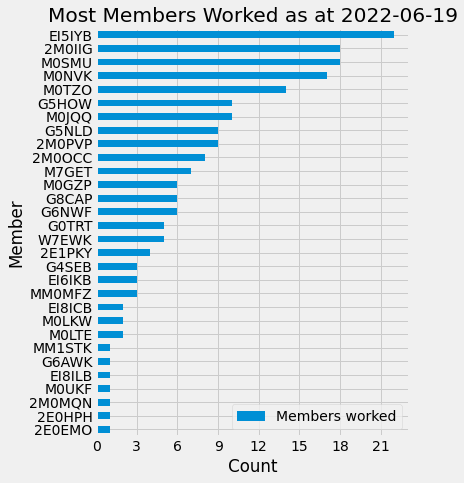 Most Members Worked as at 2022-06-19
EI5IYB
2M0IIG
M0SMU
M0NVK
M0TZO
G5HOW
M0JQQ
G5NLD
2M0PVP
2M0OCC
M7GET
M0GZP
G8CAP
G6NWF
G0TRT
W7EWK
2E1PKY
G4SEB
EI6IKB
MM0MFZ
EI8ICB
M0LKW
M0LTE
MM1STK
G6AWK
EI8ILB
M0UKF
2M0MQN
2E0HPH
2E0EMO
Member
Members worked
0 3 6 9 12 15 18 21
Count